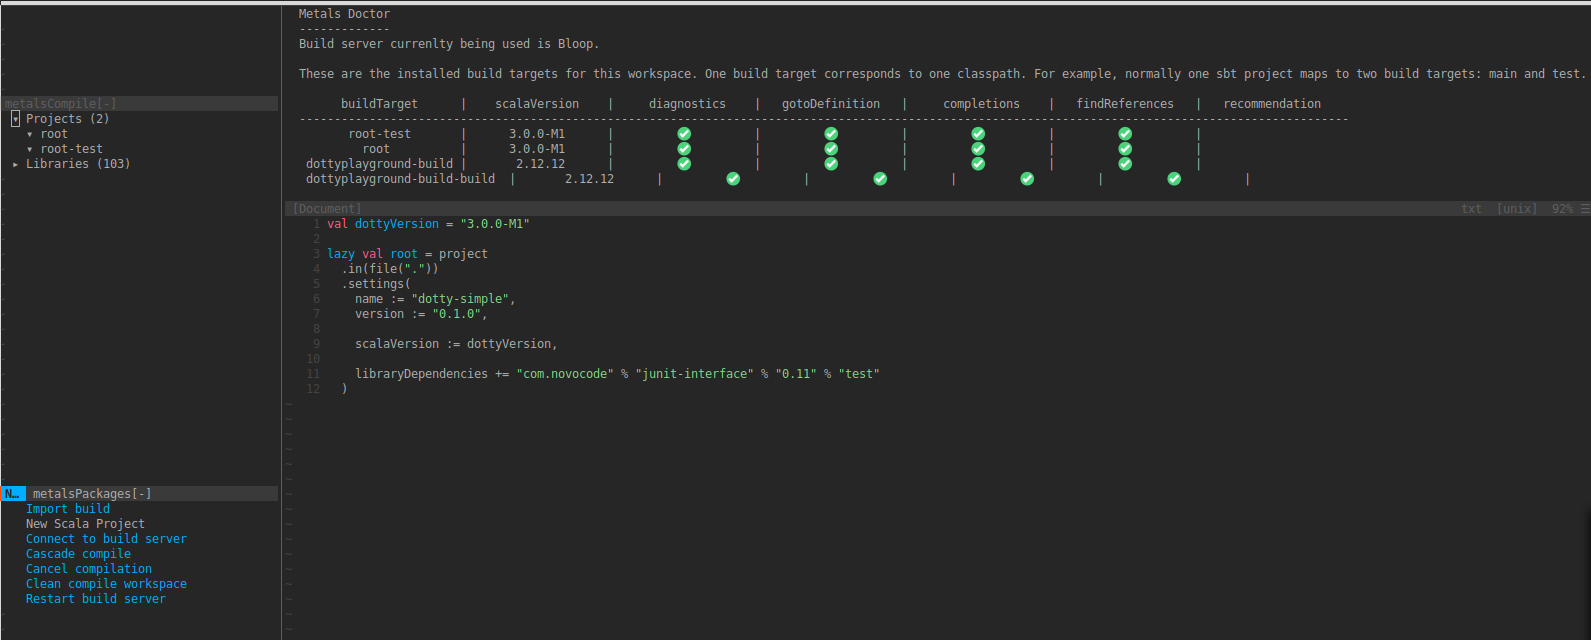 Metals Doctor
-------------
Build server currenlty being used is Bloop.
These are the installed build targets for this workspace. One build target corresponds to one classpath. For example, normally one sbt project maps to two build targets: main and test.
buildTarget | scalaVersion | diagnostics | gotoDefinition | completions | findReferences | recommendation
------------------------------------------------------------------------------------------------------------------------------------------------------
root-test | 3.0.0-M1 | ✅ | ✅ | ✅ | ✅ |
root | 3.0.0-M1 | ✅ | ✅ | ✅ | ✅ |
dottyplayground-build | 2.12.12 | ✅ | ✅ | ✅ | ✅ |
dottyplayground-build-build | 2.12.12 | ✅ | ✅ | ✅ | ✅ |
[Document] txt [unix] 92% ☰
1 val dottyVersion = "3.0.0-M1"
2
3 lazy val root = project
4 .in(file("."))
5 .settings(
6 name := "dotty-simple",
7 version := "0.1.0",
8
9 scalaVersion := dottyVersion,
10
11 libraryDependencies += "com.novocode" % "junit-interface" % "0.11" % "test"
12 )
metalsCompile[-]
▾ Projects (2)
▾ root
▾ root-test
▸ Libraries (103)
N… metalsPackages[-]
Import build
New Scala Project
Connect to build server
Cascade compile
Cancel compilation
Clean compile workspace
Restart build server